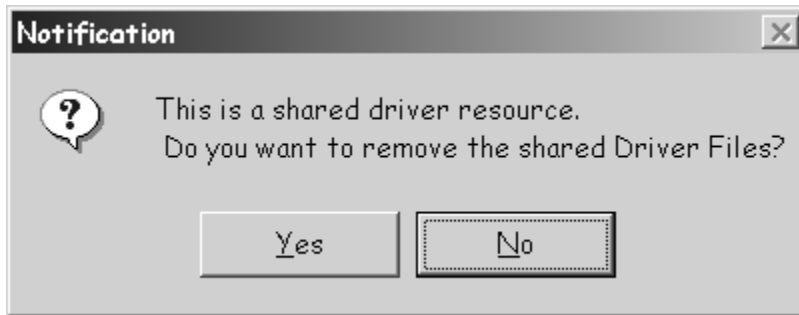 Notification
?
This is a shared driver resource.
Do you want to remove the shared Driver Files?
Yes
No